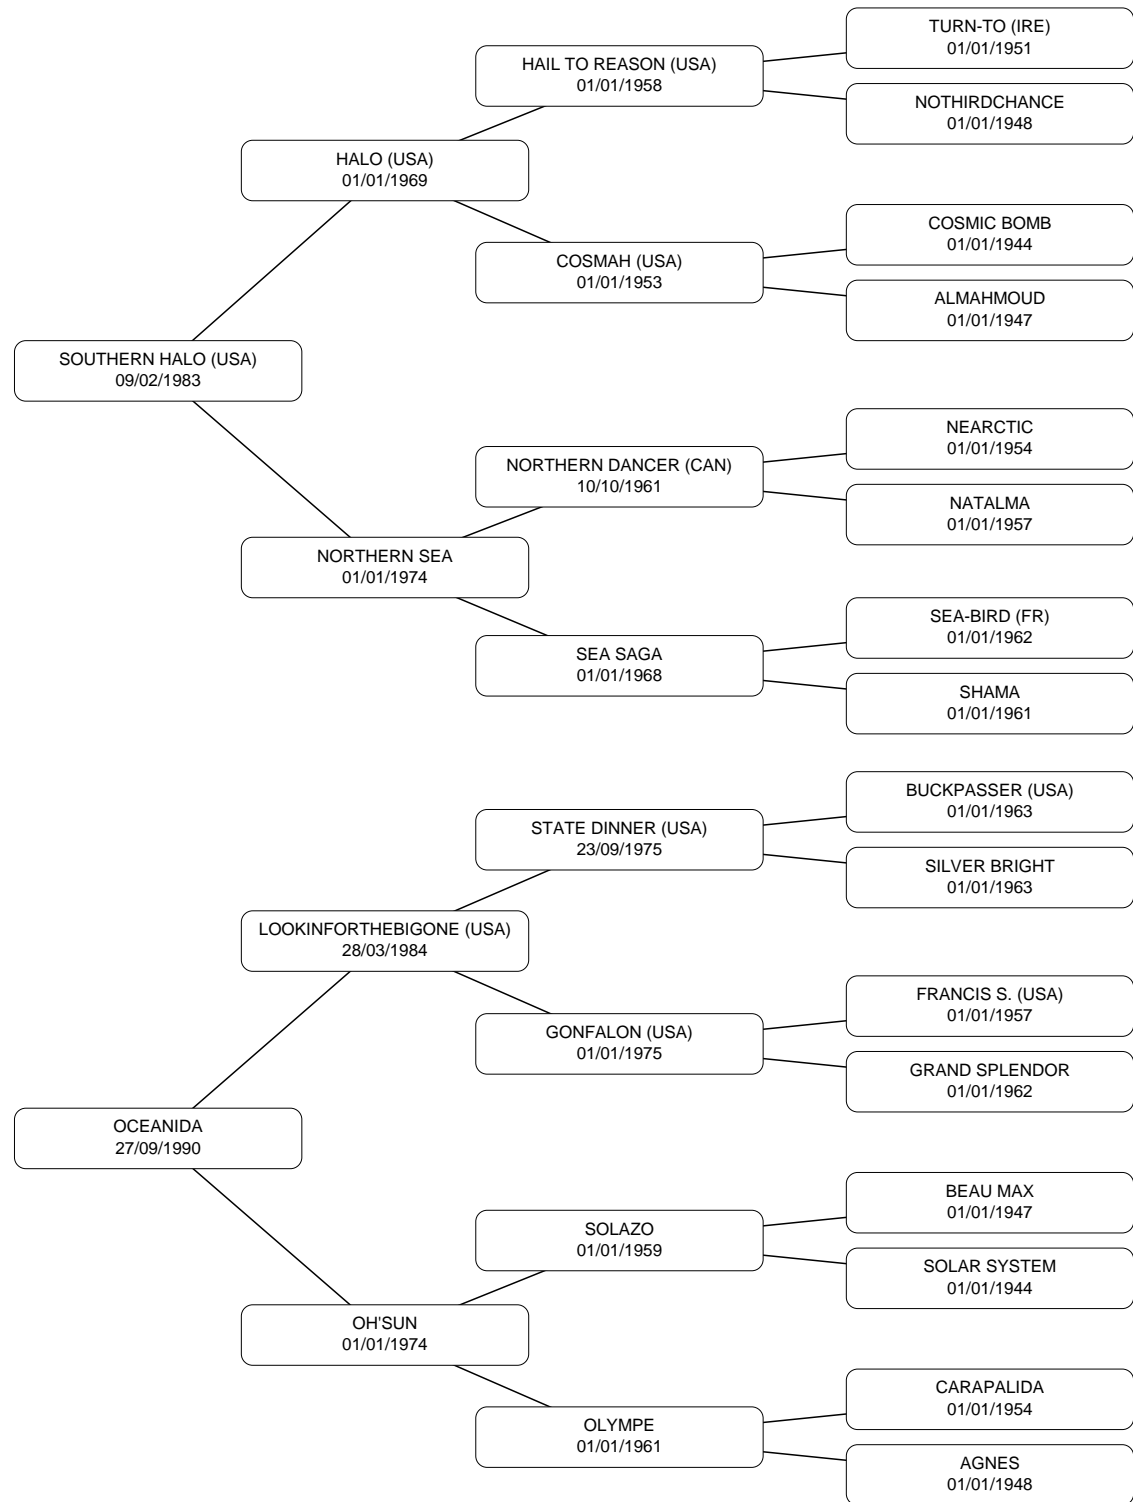 TURN-TO (IRE)
01/01/1951
HAIL TO REASON (USA)
01/01/1958
NOTHIRDCHANCE
01/01/1948
HALO (USA)
01/01/1969
COSMIC BOMB
01/01/1944
COSMAH (USA)
01/01/1953
ALMAHMOUD
01/01/1947
SOUTHERN HALO (USA)
09/02/1983
NEARCTIC
01/01/1954
NORTHERN DANCER (CAN)
10/10/1961
NATALMA
01/01/1957
NORTHERN SEA
01/01/1974
SEA-BIRD (FR)
01/01/1962
SEA SAGA
01/01/1968
SHAMA
01/01/1961
BUCKPASSER (USA)
01/01/1963
STATE DINNER (USA)
23/09/1975
SILVER BRIGHT
01/01/1963
LOOKINFORTHEBIGONE (USA)
28/03/1984
FRANCIS S. (USA)
01/01/1957
GONFALON (USA)
01/01/1975
GRAND SPLENDOR
01/01/1962
OCEANIDA
27/09/1990
BEAU MAX
01/01/1947
SOLAZO
01/01/1959
SOLAR SYSTEM
01/01/1944
OH'SUN
01/01/1974
CARAPALIDA
01/01/1954
OLYMPE
01/01/1961
AGNES
01/01/1948